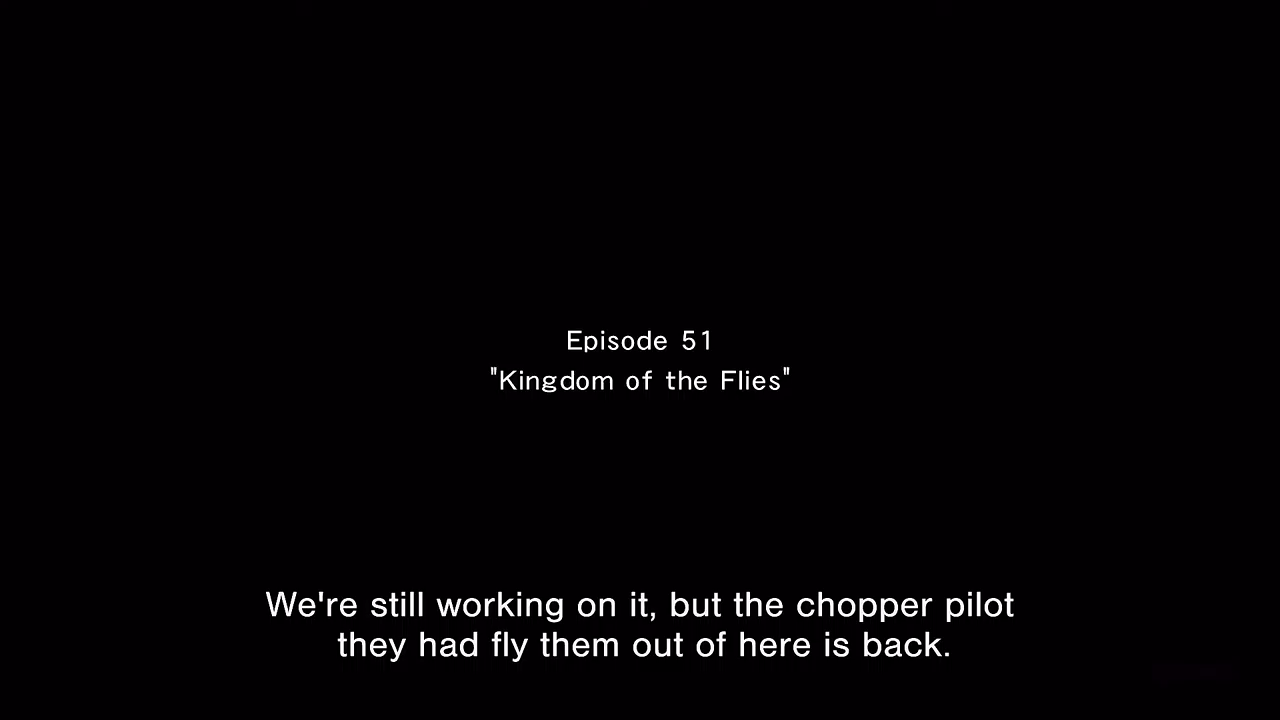 Episode 51
"Kingdom of the Flies"
We're still working on it, but the chopper pilot
they had fly them out of here is back.